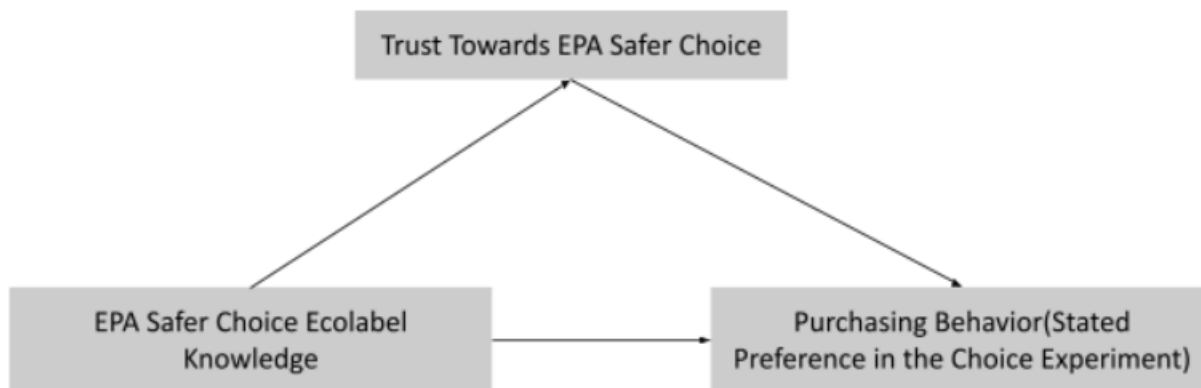 Trust Towards EPA Safer Choice
EPA Safer Choice Ecolabel
Knowledge
Purchasing Behavior(Stated
Preference in the Choice Experiment)